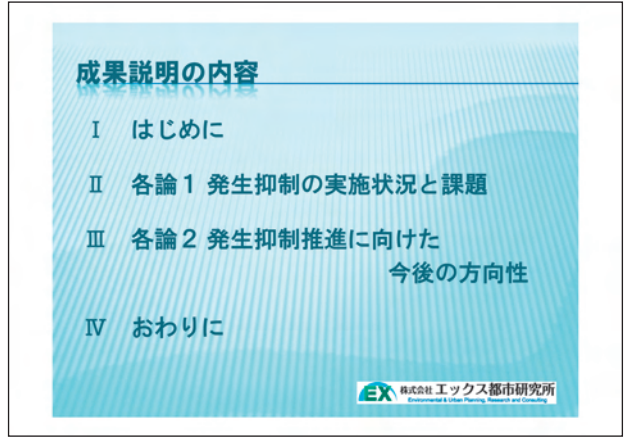 成果説明の内容
Ⅰ はじめに
Ⅱ 各論１ 発生抑制の実施状況と課題
Ⅲ 各論２ 発生抑制推進に向けた
今後の方向性
Ⅳ おわりに
EX 株式会社 エックス都市研究所
Environmental & Urban Planning, Research and Consulting